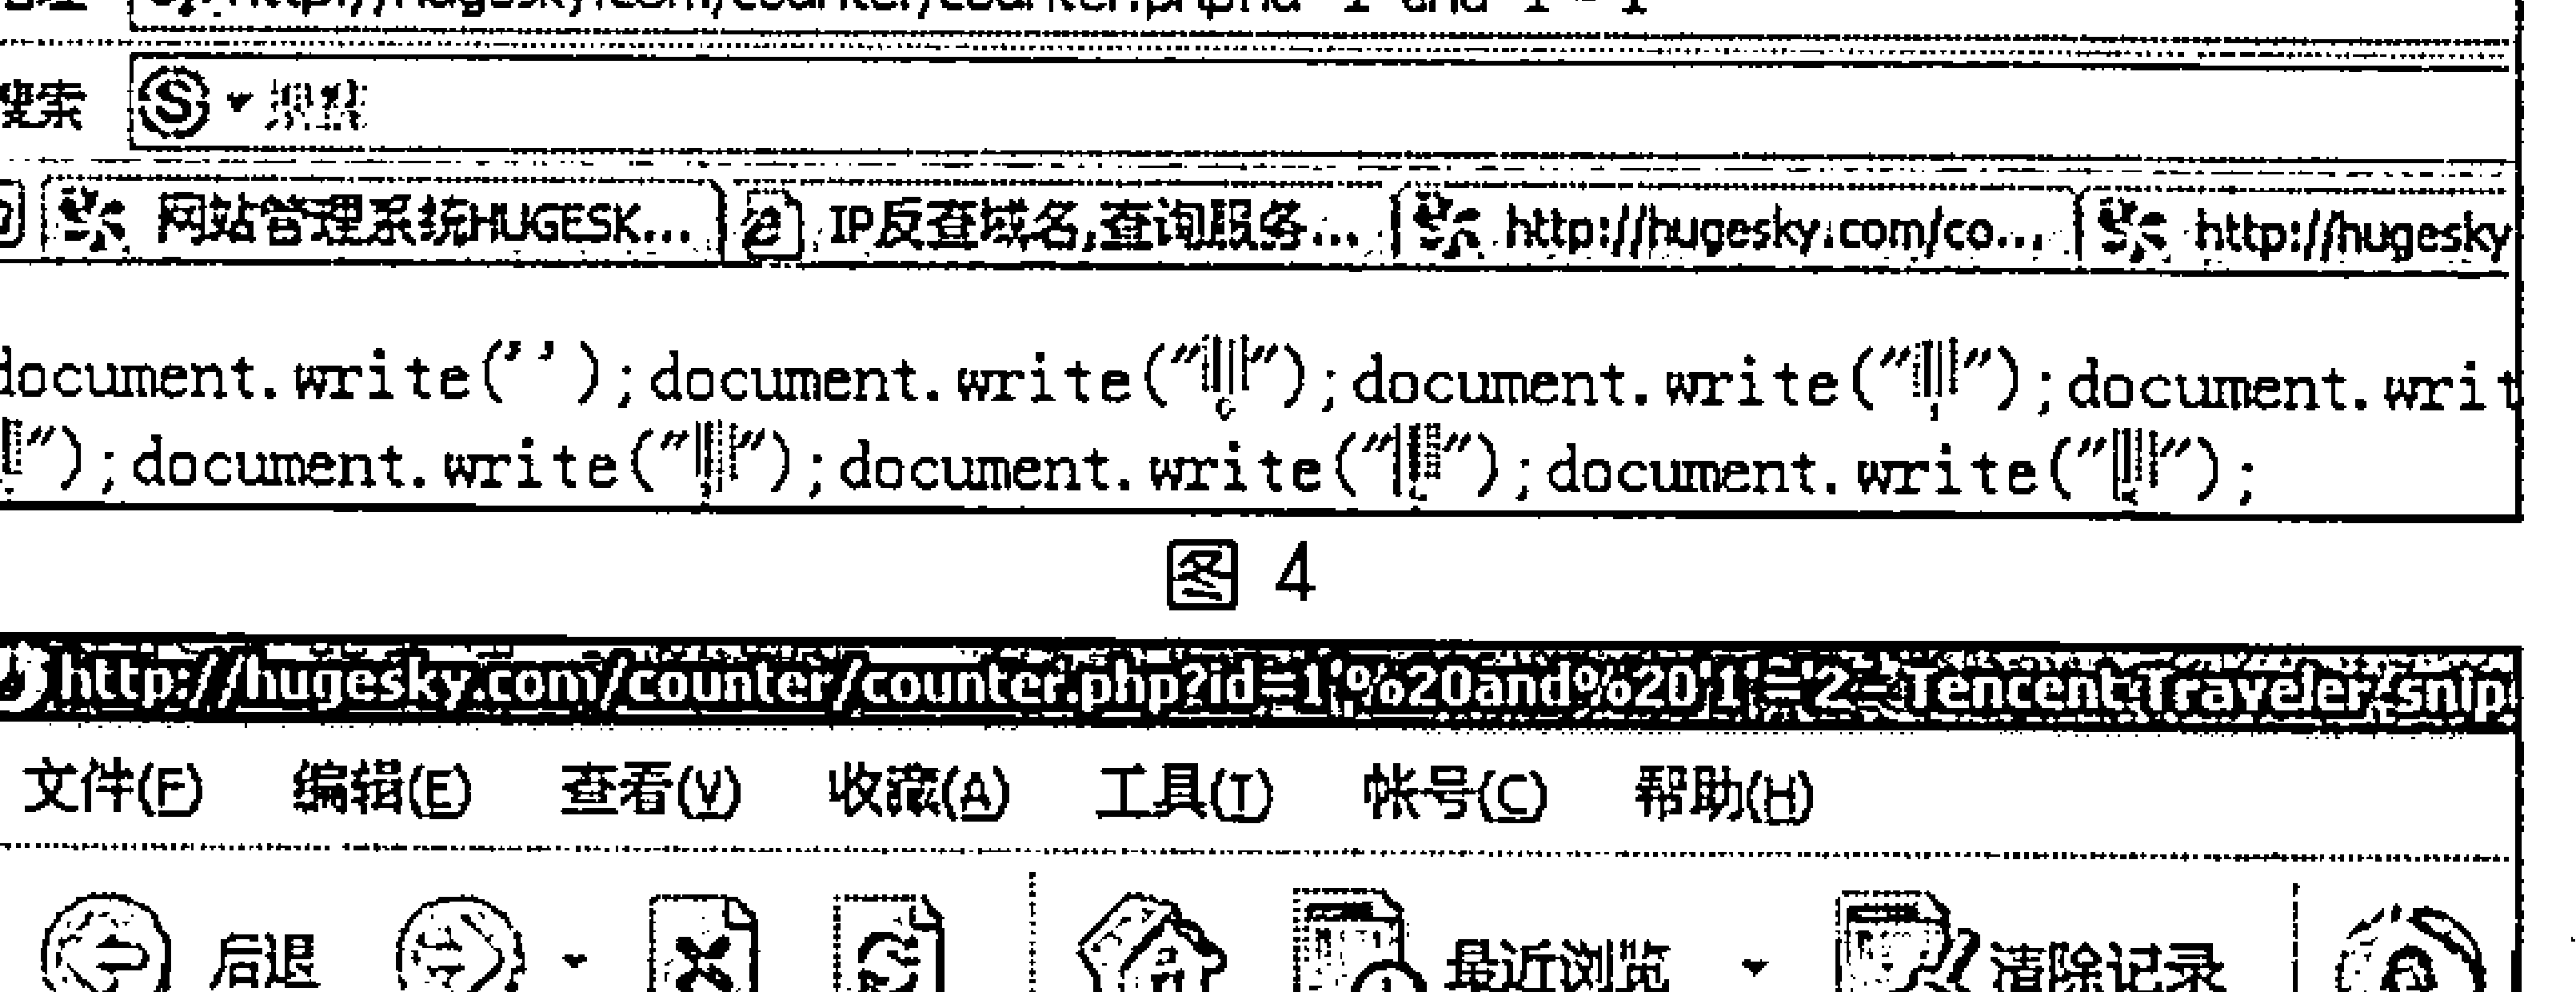 搜索
网站管理系统HUGESK... IP反查域名,查询服务... http://hugesky.com/co... http://hugesky
document.write('');document.write("");document.write("");document.writ
");document.write("");document.write("");document.write("");
图 4
http://hugesky.com/counter/counter.php?id=1'%20and%20'1'='2 - Tencent Traveler snip
文件(F) 编辑(E) 查看(V) 收藏(A) 工具(T) 帐号(C) 帮助(H)
后退 最近浏览 清除记录